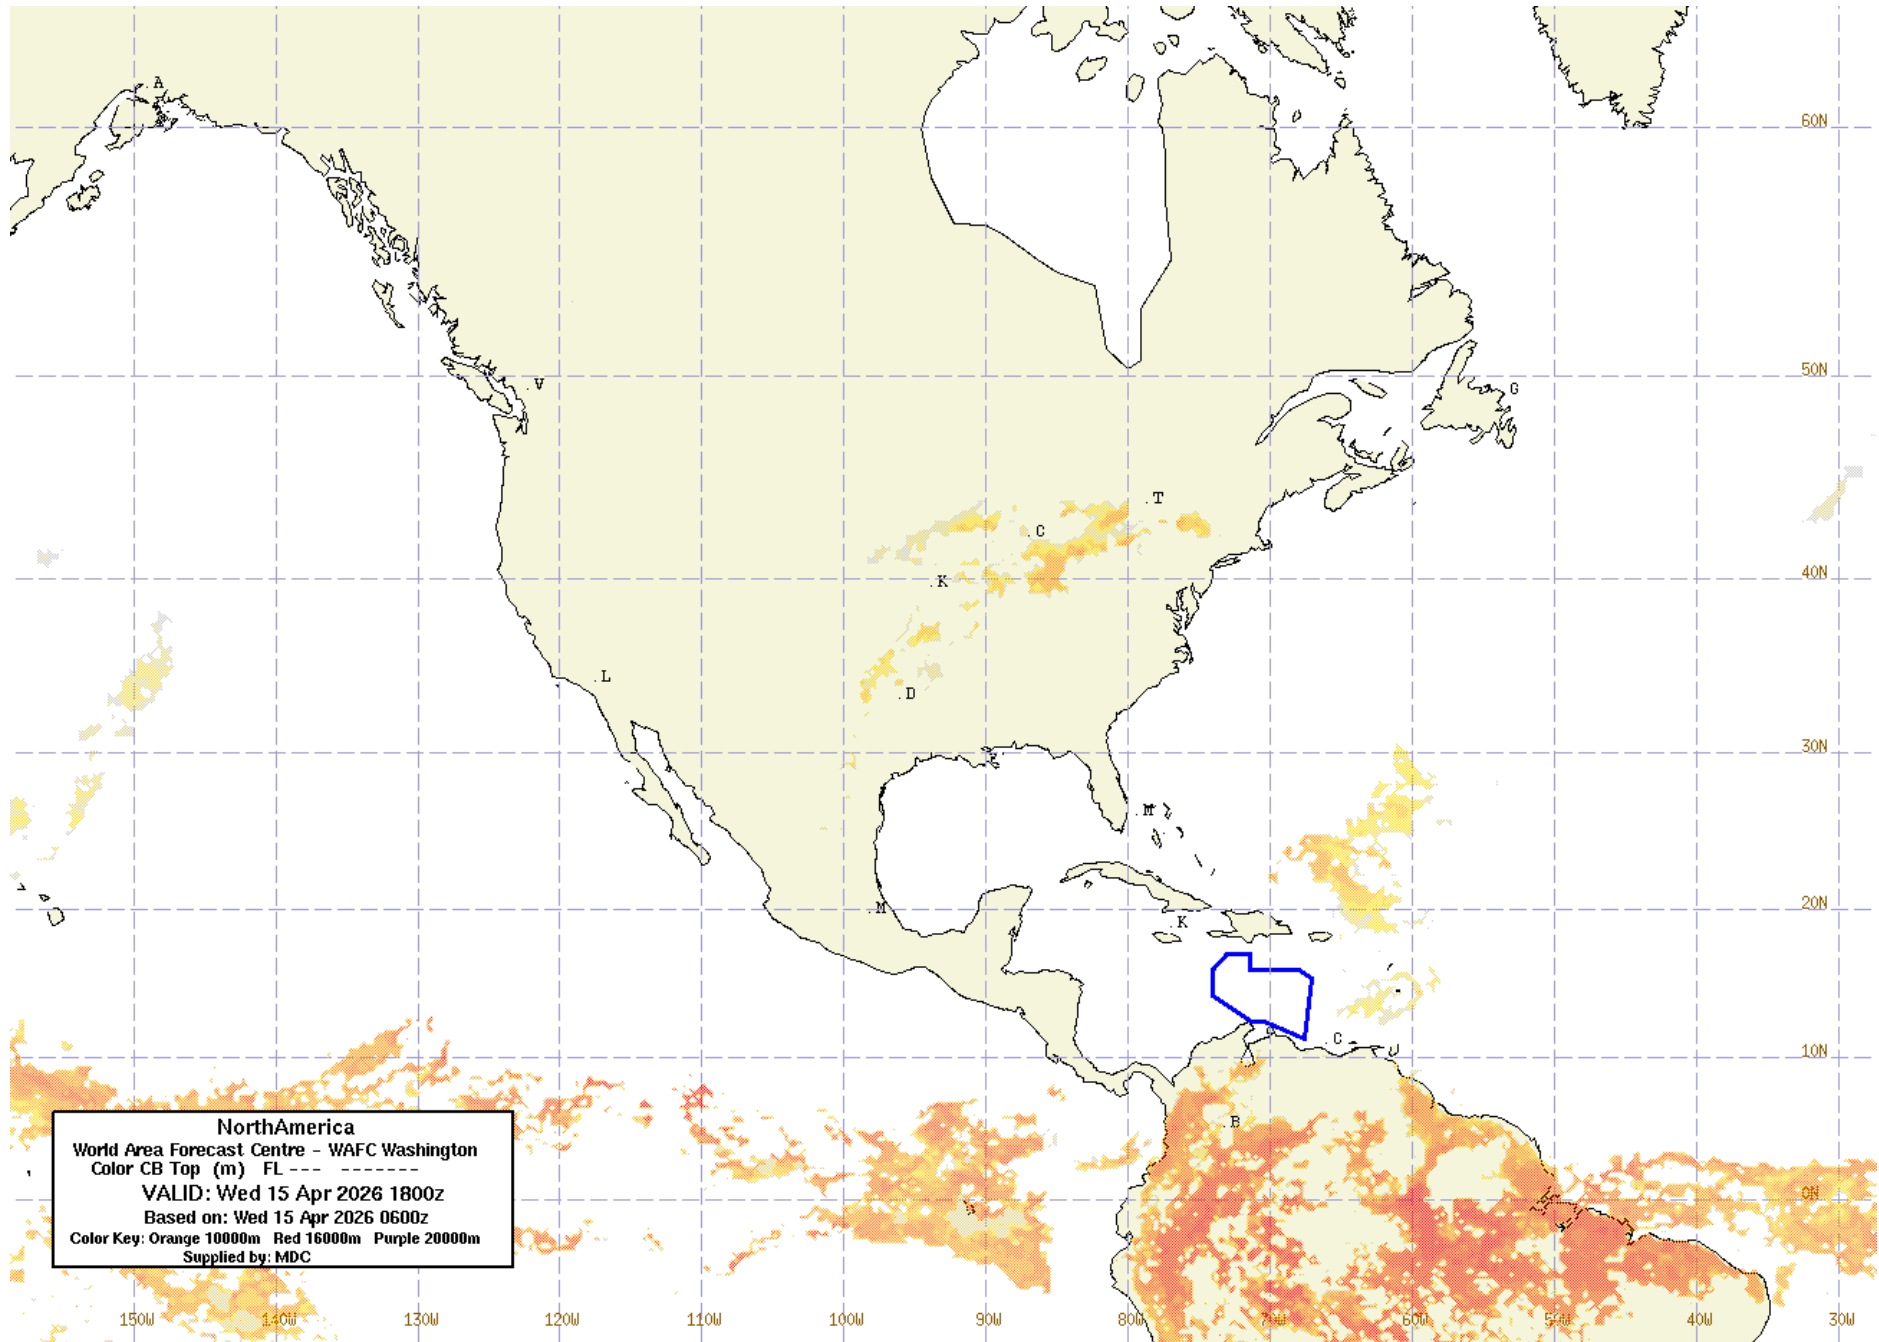 A
60N
V
50N
G
T
C
K
40N
L
D
30N
M
M
20N
K
C
10N
B
NorthAmerica
World Area Forecast Centre - WAFC Washington
Color CB Top (m) FL --- -------
VALID: Wed 15 Apr 2026 1800z
Based on: Wed 15 Apr 2026 0600z
Color Key: Orange 10000m Red 16000m Purple 20000m
Supplied by: MDC
0N
150W 140W 130W 120W 110W 100W 90W 80W 70W 60W 50W 40W 30W